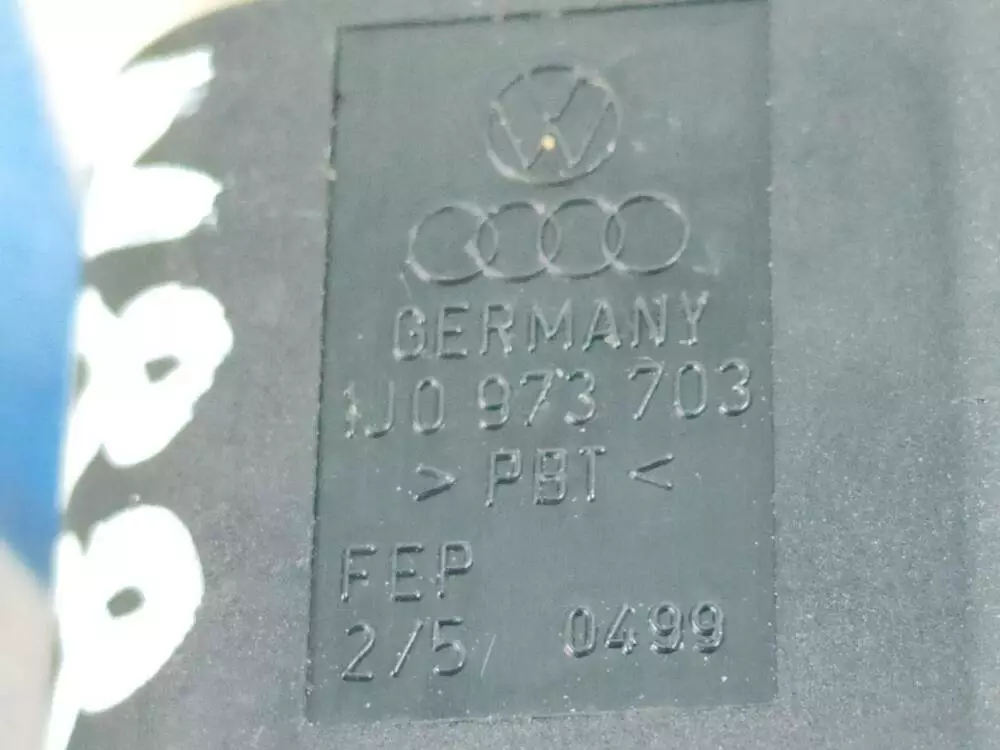 GERMANY
1J0 973 703
> PBT <
FEP
2/5 0499